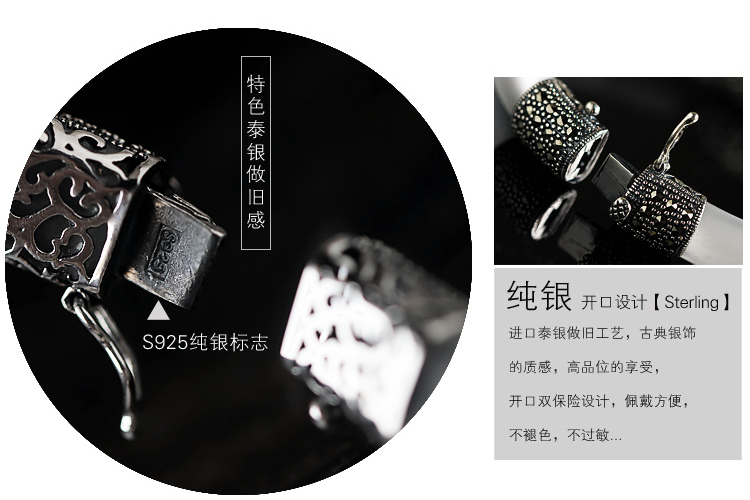 特色泰银做旧感
S925纯银标志
纯银 开口设计【Sterling】
进口泰银做旧工艺，古典银饰
的质感，高品位的享受，
开口双保险设计，佩戴方便，
不褪色，不过敏...